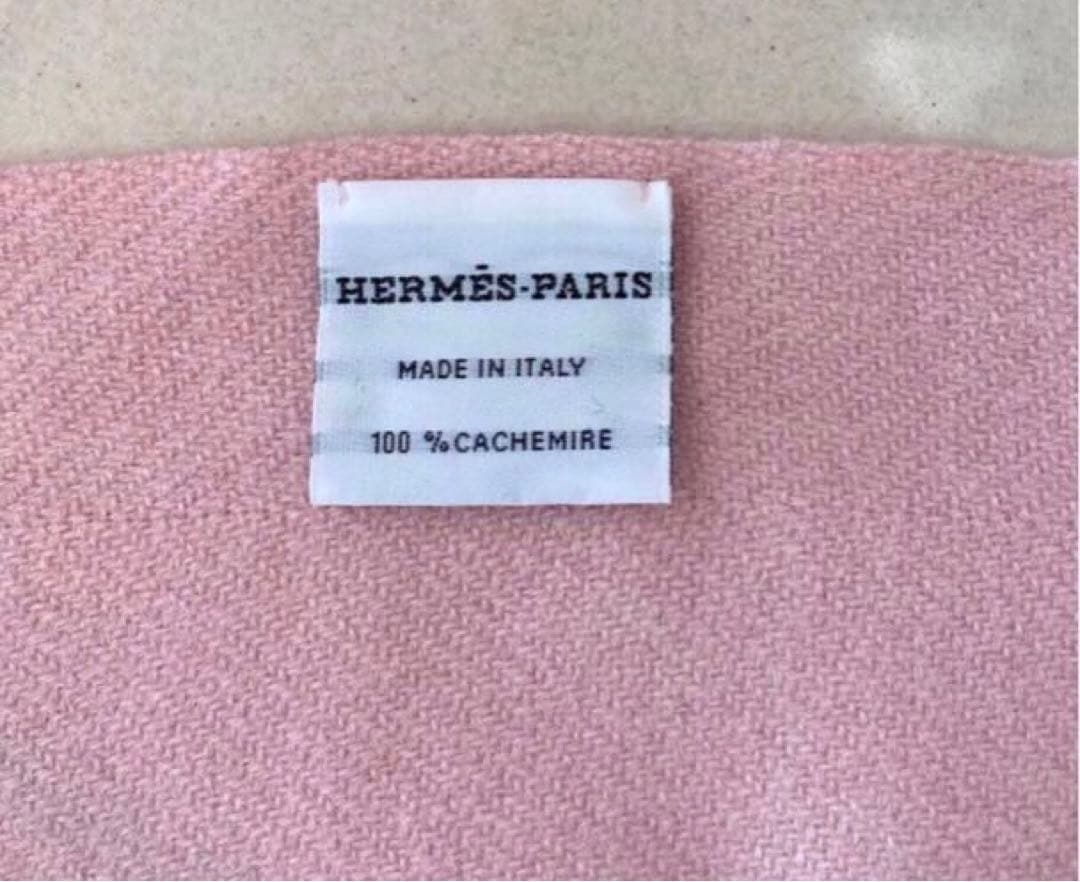 HERMÈS-PARIS
MADE IN ITALY
100 % CACHEMIRE